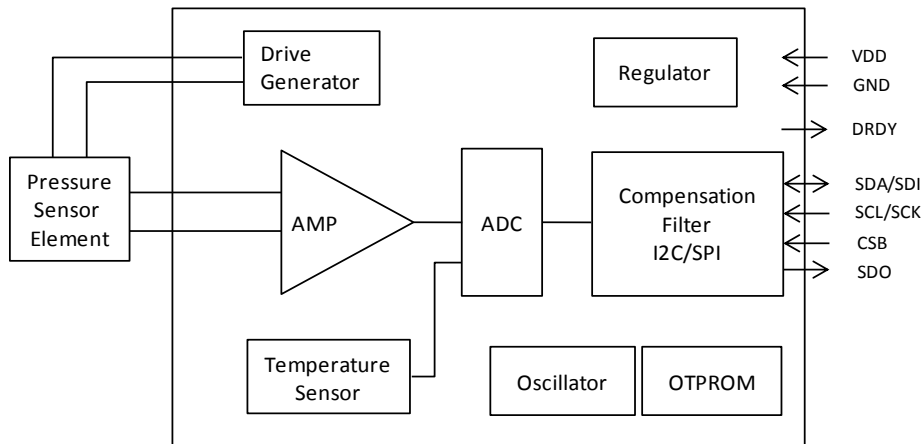 Drive
Generator
Regulator
VDD
GND
DRDY
Pressure
Sensor
Element
AMP
ADC
Compensation
Filter
I2C/SPI
SDA/SDI
SCL/SCK
CSB
SDO
Temperature
Sensor
Oscillator
OTPROM